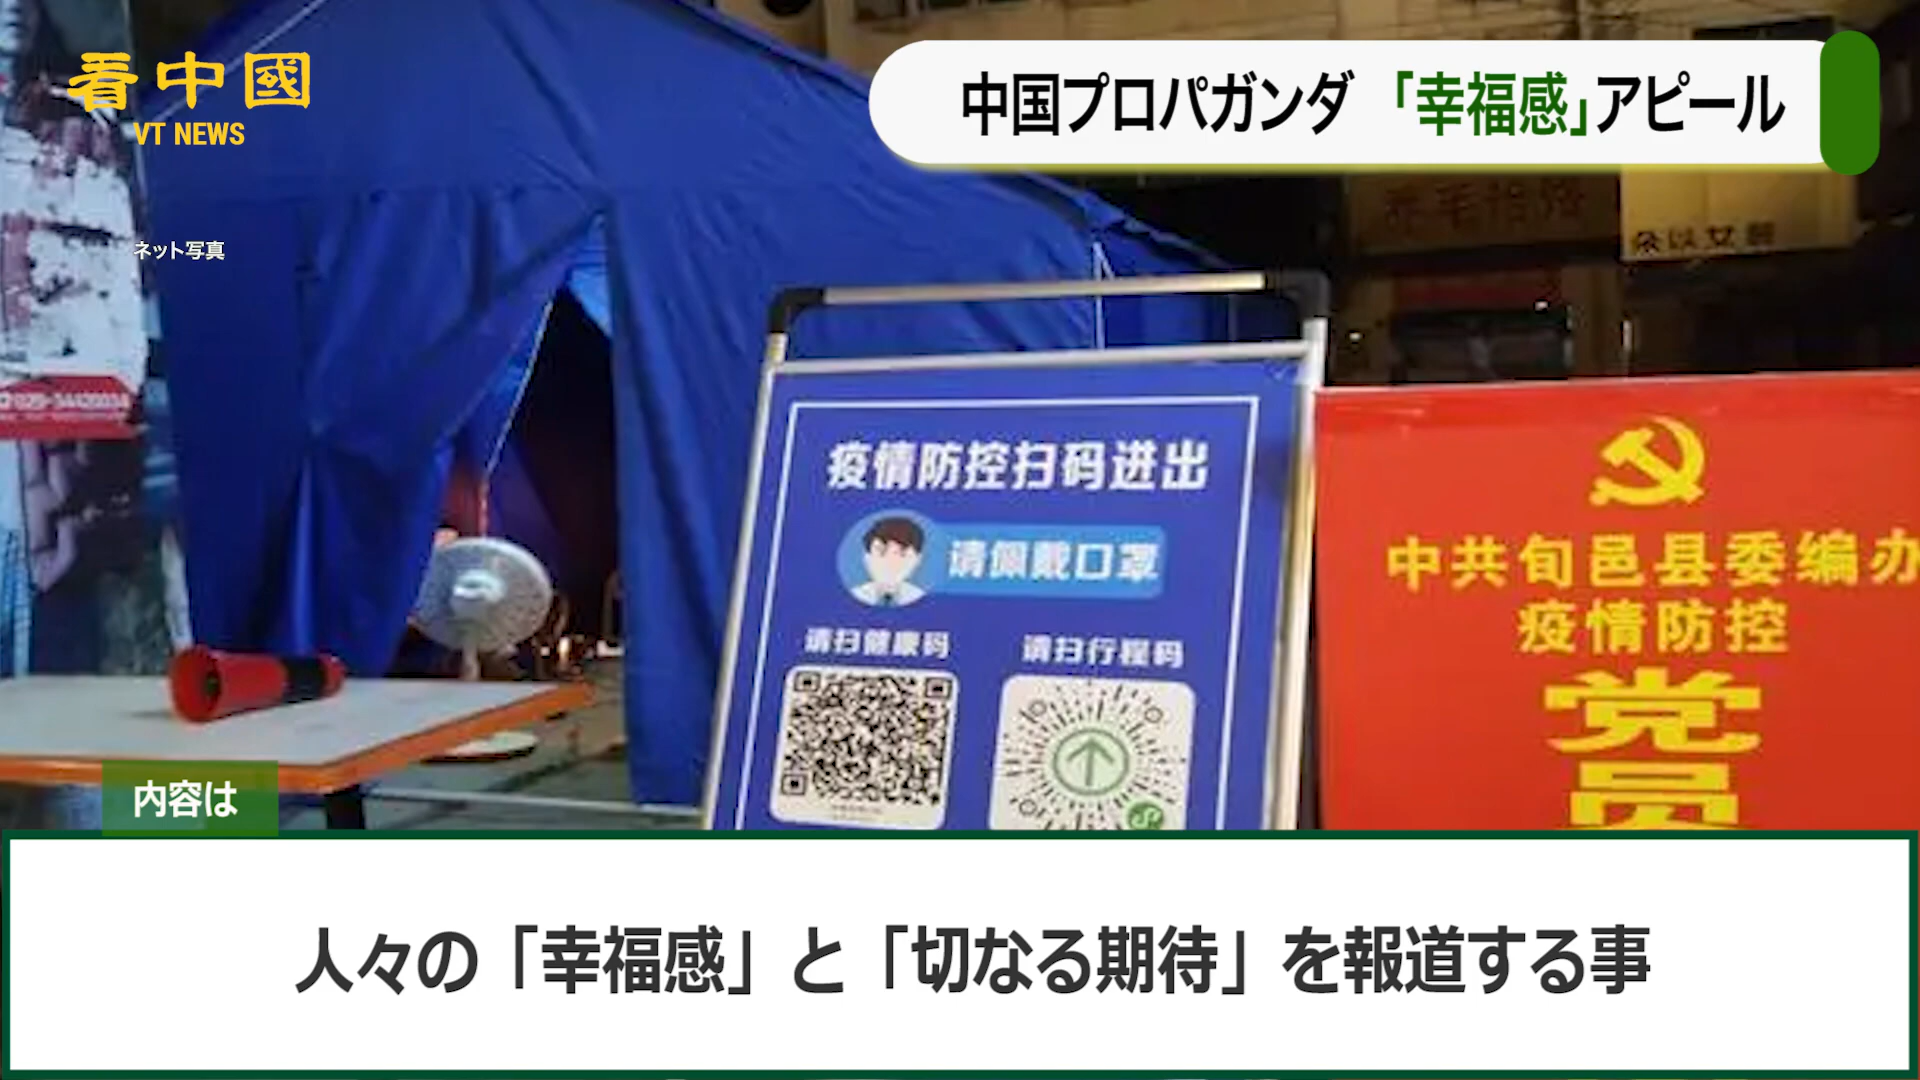 看中國
VT NEWS
中国プロパガンダ「幸福感」アピール
ネット写真
疫情防控扫码进出
请佩戴口罩
请扫健康码
请扫行程码
中共旬邑县委编办
疫情防控
党
员
内容は
人々の「幸福感」と「切なる期待」を報道する事